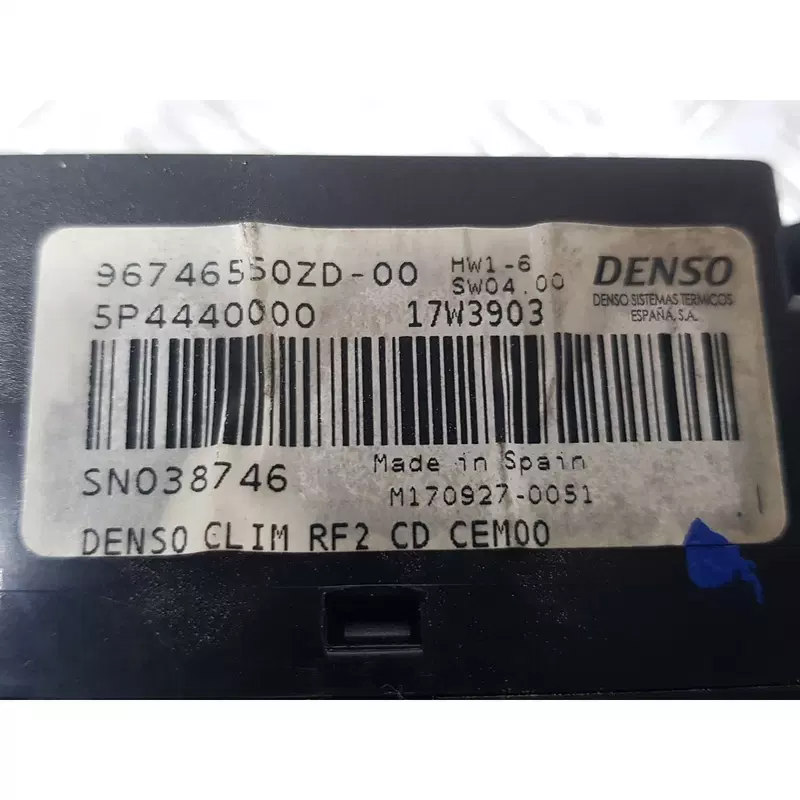 96746550ZD-00 HW1-6
SW04.00
DENSO
DENSO SISTEMAS TERMICOS
ESPAÑA, S.A.
5P4440000 17W3903
SN038746
Made in Spain
M170927-0051
DENSO CLIM RF2 CD CEM00